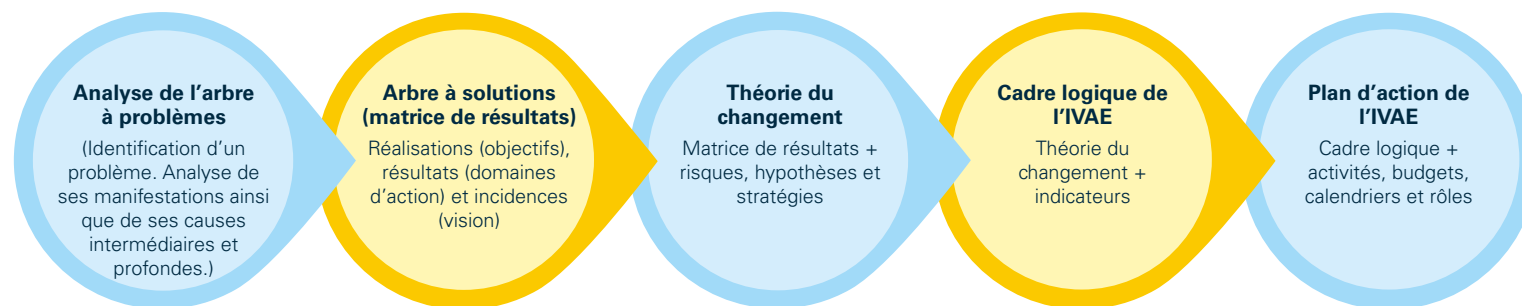 Analyse de l'arbre
à problèmes
(Identification d'un
problème. Analyse de
ses manifestations ainsi
que de ses causes
intermédiaires et
profondes.)
Arbre à solutions
(matrice de résultats)
Réalisations (objectifs),
résultats (domaines
d'action) et incidences
(vision)
Théorie du
changement
Matrice de résultats +
risques, hypothèses et
stratégies
Cadre logique de
l'IVAE
Théorie du
changement +
indicateurs
Plan d'action de
l'IVAE
Cadre logique +
activités, budgets,
calendriers et rôles